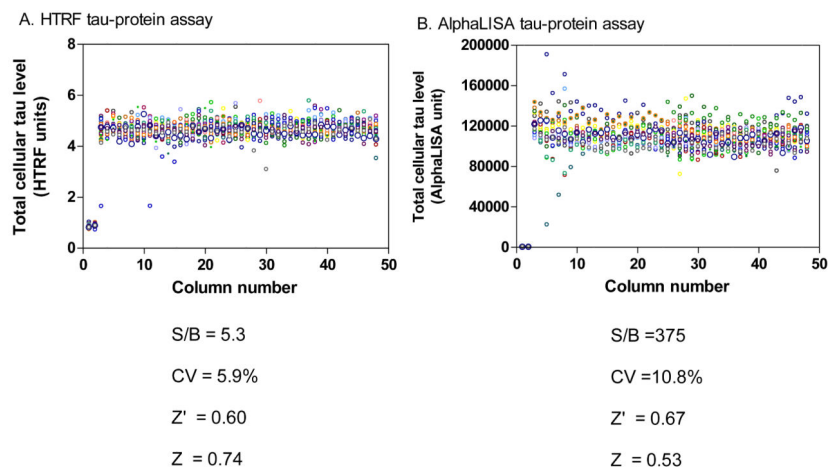 A. HTRF tau-protein assay
Total cellular tau level
(HTRF units)
8
6
4
2
0
0 10 20 30 40 50
Column number
S/B = 5.3
CV = 5.9%
Z' = 0.60
Z = 0.74
B. AlphaLISA tau-protein assay
Total cellular tau level
(AlphaLISA unit)
200000
160000
120000
80000
40000
0
0 10 20 30 40 50
Column number
S/B =375
CV =10.8%
Z' = 0.67
Z = 0.53